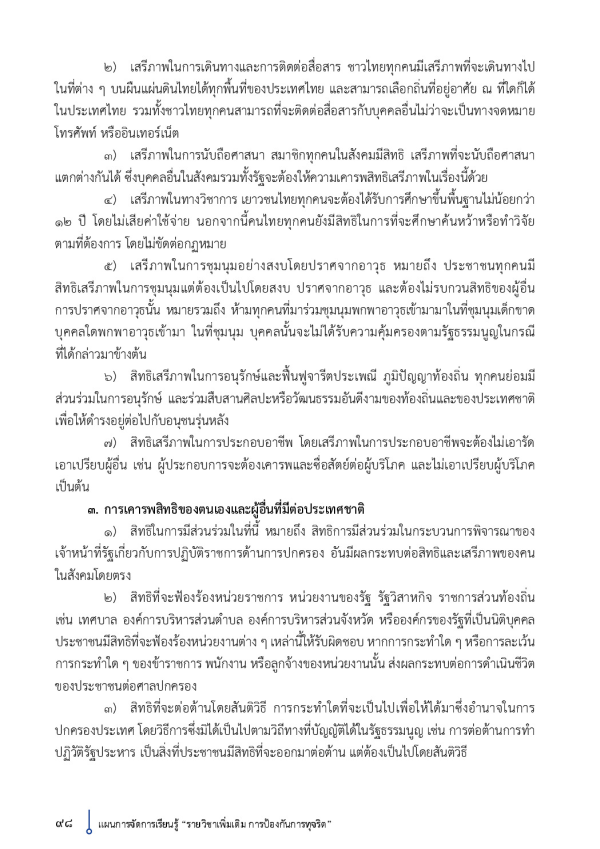 ๒) เสรีภาพในการเดินทางและการติดต่อสื่อสาร ชาวไทยทุกคนมีเสรีภาพที่จะเดินทางไป
ในที่ต่าง ๆ บนผืนแผ่นดินไทยได้ทุกพื้นที่ของประเทศไทย และสามารถเลือกถิ่นที่อยู่อาศัย ณ ที่ใดก็ได้
ในประเทศไทย รวมทั้งชาวไทยทุกคนสามารถที่จะติดต่อสื่อสารกับบุคคลอื่นไม่ว่าจะเป็นทางจดหมาย
โทรศัพท์ หรืออินเทอร์เน็ต
๓) เสรีภาพในการนับถือศาสนา สมาชิกทุกคนในสังคมมีสิทธิ เสรีภาพที่จะนับถือศาสนา
แตกต่างกันได้ ซึ่งบุคคลอื่นในสังคมรวมทั้งรัฐจะต้องให้ความเคารพสิทธิเสรีภาพในเรื่องนี้ด้วย
๔) เสรีภาพในทางวิชาการ เยาวชนไทยทุกคนจะต้องได้รับการศึกษาขั้นพื้นฐานไม่น้อยกว่า
๑๒ ปี โดยไม่เสียค่าใช้จ่าย นอกจากนี้คนไทยทุกคนยังมีสิทธิในการที่จะศึกษาค้นหว้าหรือทำวิจัย
ตามที่ต้องการ โดยไม่ขัดต่อกฎหมาย
๕) เสรีภาพในการชุมนุมอย่างสงบโดยปราศจากอาวุธ หมายถึง ประชาชนทุกคนมี
สิทธิเสรีภาพในการชุมนุมแต่ต้องเป็นไปโดยสงบ ปราศจากอาวุธ และต้องไม่รบกวนสิทธิของผู้อื่น
การปราศจากอาวุธนั้น หมายรวมถึง ห้ามทุกคนที่มาร่วมชุมนุมพกพาอาวุธเข้ามามาในที่ชุมนุมเด็กขาด
บุคคลใดพกพาอาวุธเข้ามา ในที่ชุมนุม บุคคลนั้นจะไม่ได้รับความคุ้มครองตามรัฐธรรมนูญในกรณี
ที่ได้กล่าวมาข้างต้น
๖) สิทธิเสรีภาพในการอนุรักษ์และฟื้นฟูจารีตประเพณี ภูมิปัญญาท้องถิ่น ทุกคนย่อมมี
ส่วนร่วมในการอนุรักษ์ และร่วมสืบสานศิลปะหรือวัฒนธรรมอันดีงามของท้องถิ่นและของประเทศชาติ
เพื่อให้ดำรงอยู่ต่อไปกับอนุชนรุ่นหลัง
๗) สิทธิเสรีภาพในการประกอบอาชีพ โดยเสรีภาพในการประกอบอาชีพจะต้องไม่เอารัด
เอาเปรียบผู้อื่น เช่น ผู้ประกอบการจะต้องเคารพและซื่อสัตย์ต่อผู้บริโภค และไม่เอาเปรียบผู้บริโภค
เป็นต้น
๓. การเคารพสิทธิของตนเองและผู้อื่นที่มีต่อประเทศชาติ
๑) สิทธิในการมีส่วนร่วมในที่นี้ หมายถึง สิทธิการมีส่วนร่วมในกระบวนการพิจารณาของ
เจ้าหน้าที่รัฐเกี่ยวกับการปฏิบัติราชการด้านการปกครอง อันมีผลกระทบต่อสิทธิและเสรีภาพของคน
ในสังคมโดยตรง
๒) สิทธิที่จะฟ้องร้องหน่วยราชการ หน่วยงานของรัฐ รัฐวิสาหกิจ ราชการส่วนท้องถิ่น
เช่น เทศบาล องค์การบริหารส่วนตำบล องค์การบริหารส่วนจังหวัด หรือองค์กรของรัฐที่เป็นนิติบุคคล
ประชาชนมีสิทธิที่จะฟ้องร้องหน่วยงานต่าง ๆ เหล่านี้ให้รับผิดชอบ หากการกระทำใด ๆ หรือการละเว้น
การกระทำใด ๆ ของข้าราชการ พนักงาน หรือลูกจ้างของหน่วยงานนั้น ส่งผลกระทบต่อการดำเนินชีวิต
ของประชาชนต่อศาลปกครอง
๓) สิทธิที่จะต่อต้านโดยสันติวิธี การกระทำใดที่จะเป็นไปเพื่อให้ได้มาซึ่งอำนาจในการ
ปกครองประเทศ โดยวิธีการซึ่งมิได้เป็นไปตามวิถีทางที่บัญญัติได้ในรัฐธรรมนูญ เช่น การต่อต้านการทำ
ปฏิวัติรัฐประหาร เป็นสิ่งที่ประชาชนมีสิทธิที่จะออกมาต่อต้าน แต่ต้องเป็นไปโดยสันติวิธี
๙๘ แผนการจัดการเรียนรู้ "รายวิชาเพิ่มเติม การป้องกันการทุจริต"